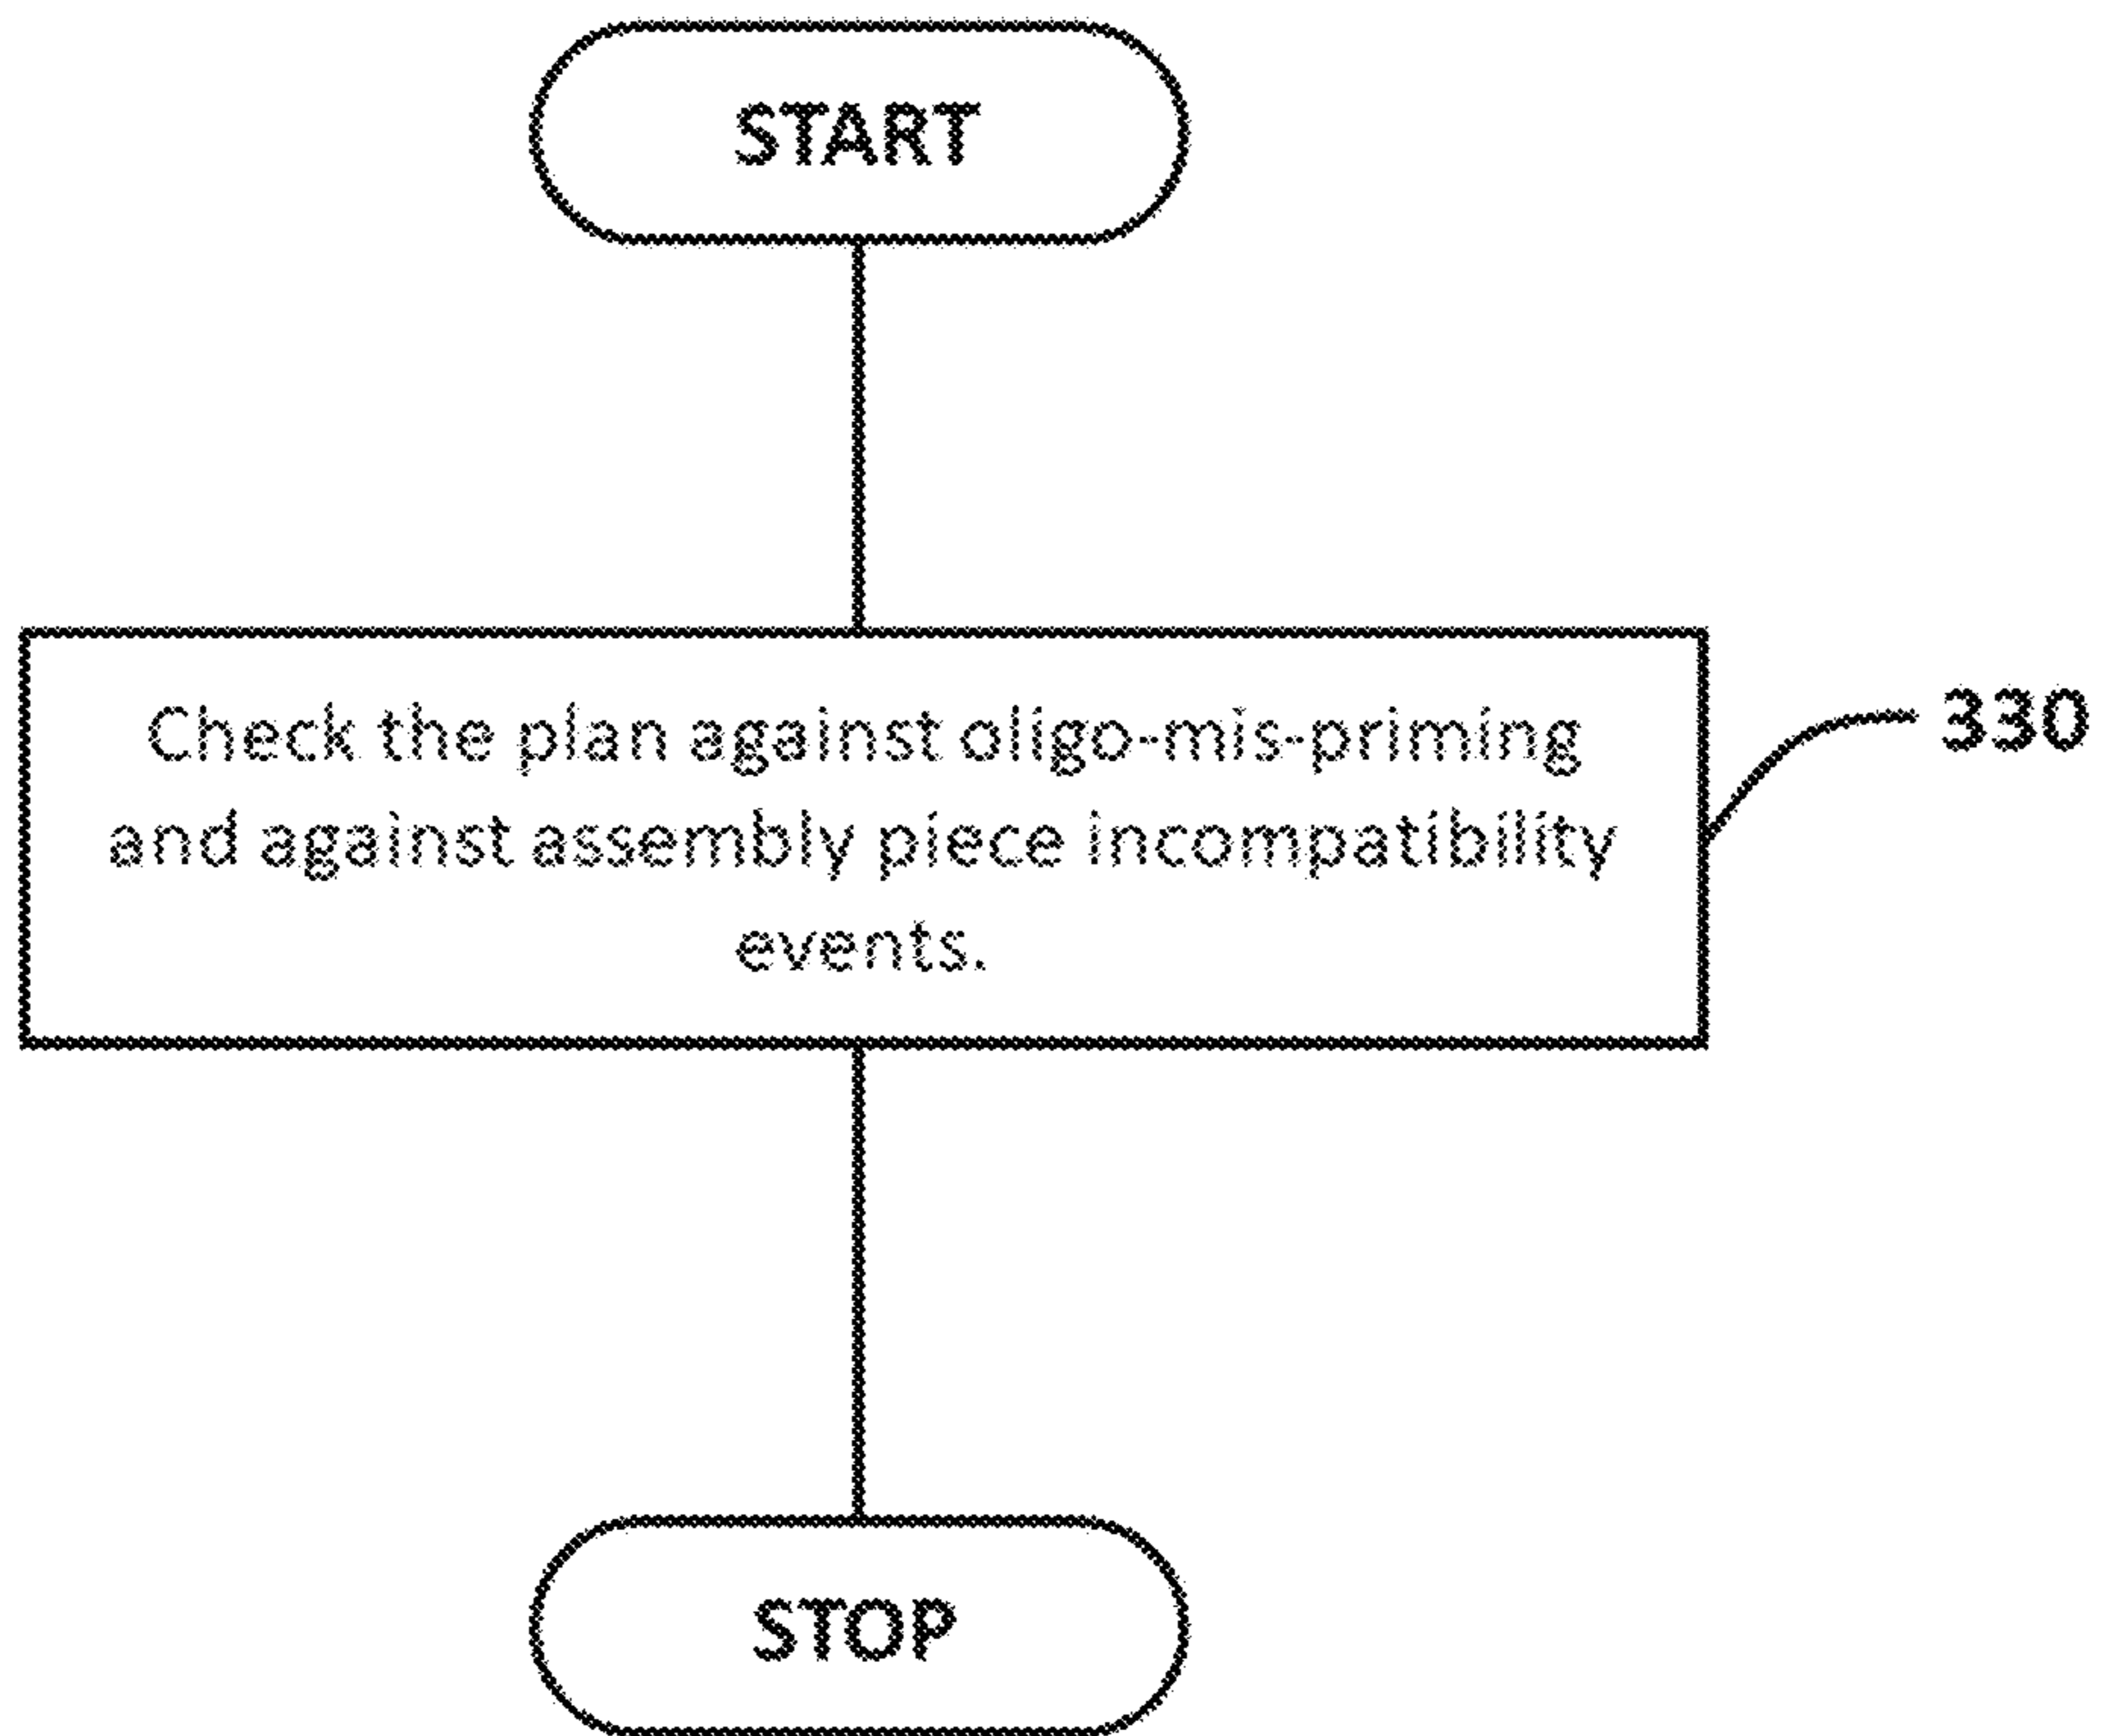 START
Check the plan against oligo-mis-priming
and against assembly piece incompatibility
events.
330
STOP